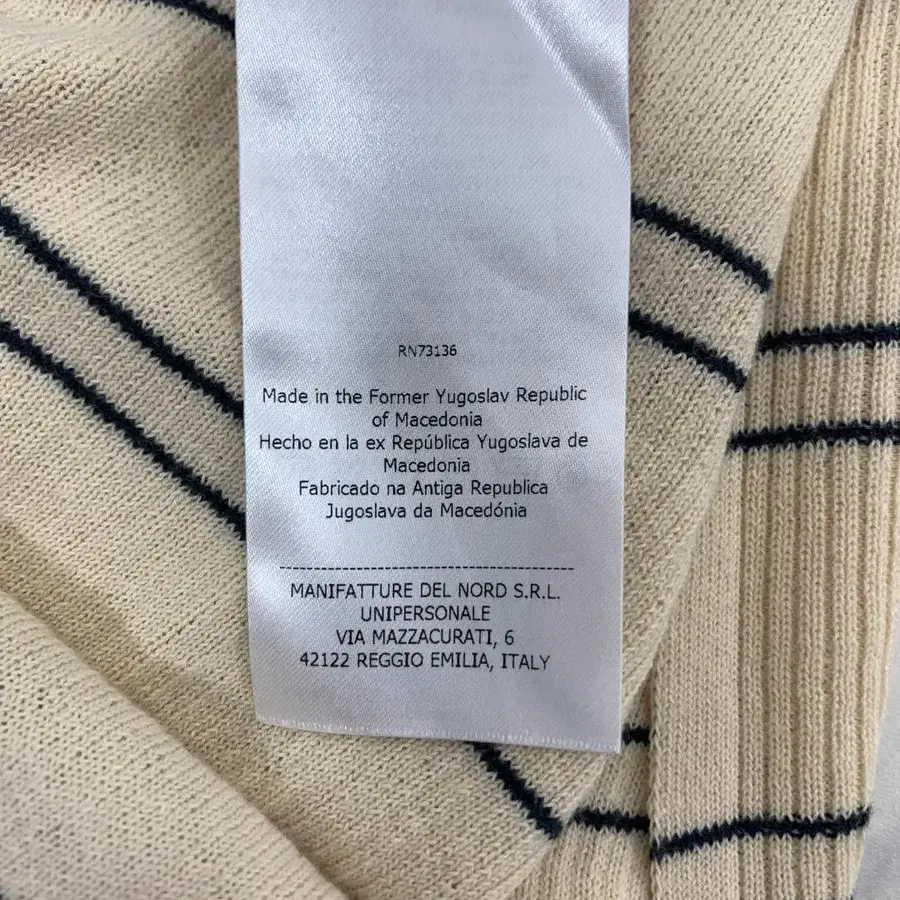 RN73136
Made in the Former Yugoslav Republic
of Macedonia
Hecho en la ex República Yugoslava de
Macedonia
Fabricado na Antiga Republica
Jugoslava da Macedónia
MANIFATTURE DEL NORD S.R.L.
UNIPERSONALE
VIA MAZZACURATI, 6
42122 REGGIO EMILIA, ITALY